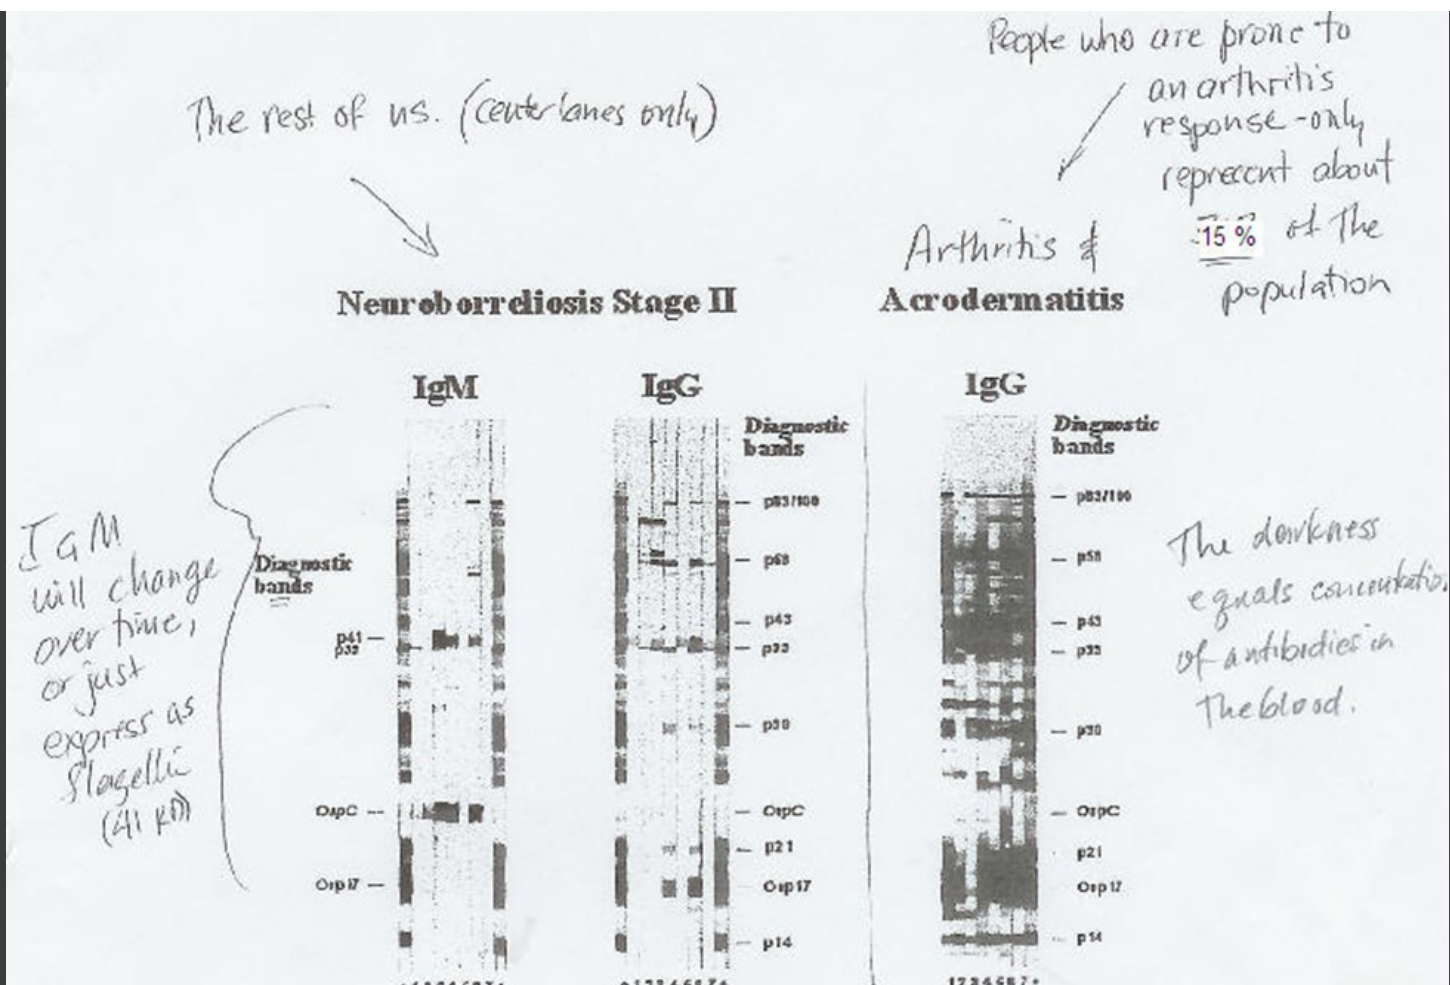 People who are prone to
an arthritis
response-only
represent about
15 % of the
population
The rest of us. (center lanes only)
Arthritis &
Neuroborreliosis Stage II
Acrodermatitis
IgM
IgG
IgG
Diagnostic
bands
Diagnostic
bands
p83/100
p83/100
IgM
will change
over time,
or just
express as
flagellin
(41 KD)
Diagnostic
bands
p58
The darkness
equals concentration
of antibodies in
the blood.
p43
p43
p41
p39
p30
p30
OspC
OspC
OspC
p21
p21
Osp17
Osp17
Osp17
p14
p14